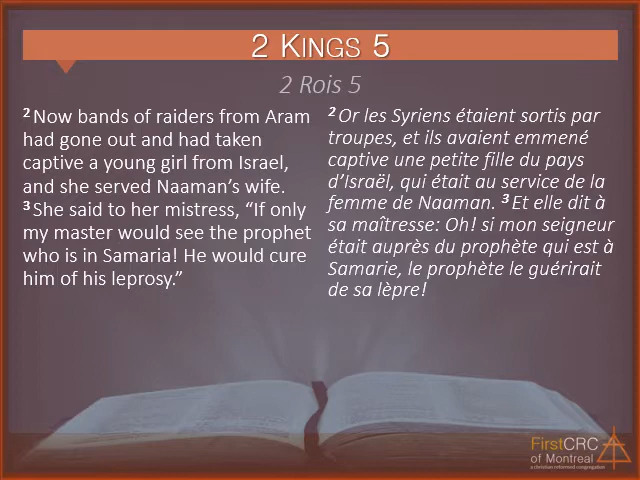 2 KINGS 5
2 Rois 5
2 Now bands of raiders from Aram
had gone out and had taken
captive a young girl from Israel,
and she served Naaman’s wife.
3 She said to her mistress, “If only
my master would see the prophet
who is in Samaria! He would cure
him of his leprosy.”
2 Or les Syriens étaient sortis par
troupes, et ils avaient emmené
captive une petite fille du pays
d’Israël, qui était au service de la
femme de Naaman. 3 Et elle dit à
sa maîtresse: Oh! si mon seigneur
était auprès du prophète qui est à
Samarie, le prophète le guérirait
de sa lèpre!
FirstCRC
of Montreal
a christian reformed congregation